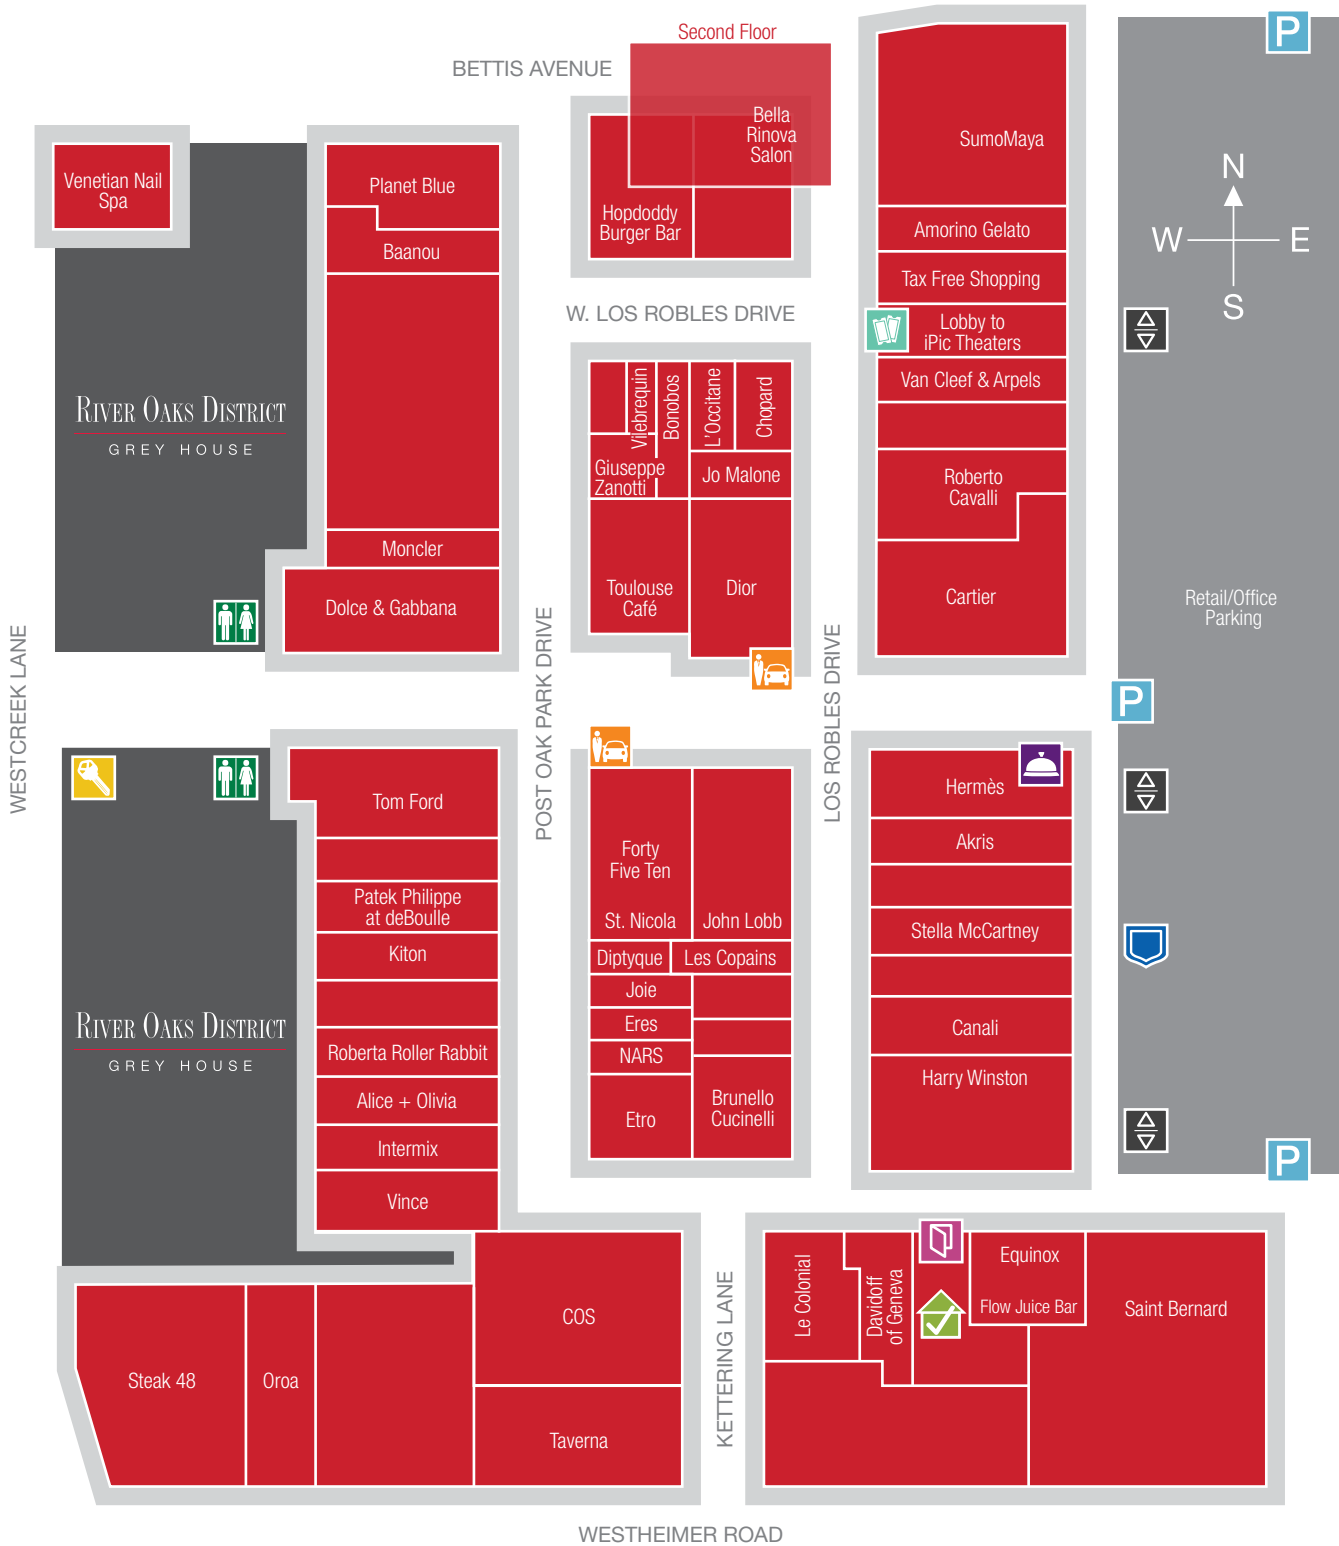 Second Floor
BETTIS AVENUE
Bella
Rinova
Salon
Hopdoddy
Burger Bar
Venetian Nail
Spa
Planet Blue
Baanou
Moncler
Dolce & Gabbana
RIVER OAKS DISTRICT
GREY HOUSE
W. LOS ROBLES DRIVE
Vilebrequin
Bonobos
L'Occitane
Chopard
Giuseppe
Zanotti
Jo Malone
Toulouse
Café
Dior
SumoMaya
Amorino Gelato
Tax Free Shopping
Lobby to
iPic Theaters
Van Cleef & Arpels
Roberto
Cavalli
Cartier
P
N
W
E
S
Retail/Office
Parking
P
WESTCREEK LANE
POST OAK PARK DRIVE
LOS ROBLES DRIVE
Tom Ford
Patek Philippe
at deBoulle
Kiton
Roberta Roller Rabbit
Alice + Olivia
Intermix
Vince
RIVER OAKS DISTRICT
GREY HOUSE
Forty
Five Ten
St. Nicola
John Lobb
Diptyque
Les Copains
Joie
Eres
NARS
Etro
Brunello
Cucinelli
Hermès
Akris
Stella McCartney
Canali
Harry Winston
P
Steak 48
Oroa
COS
Taverna
KETTERING LANE
Le Colonial
Davidoff
of Geneva
Equinox
Flow Juice Bar
Saint Bernard
WESTHEIMER ROAD